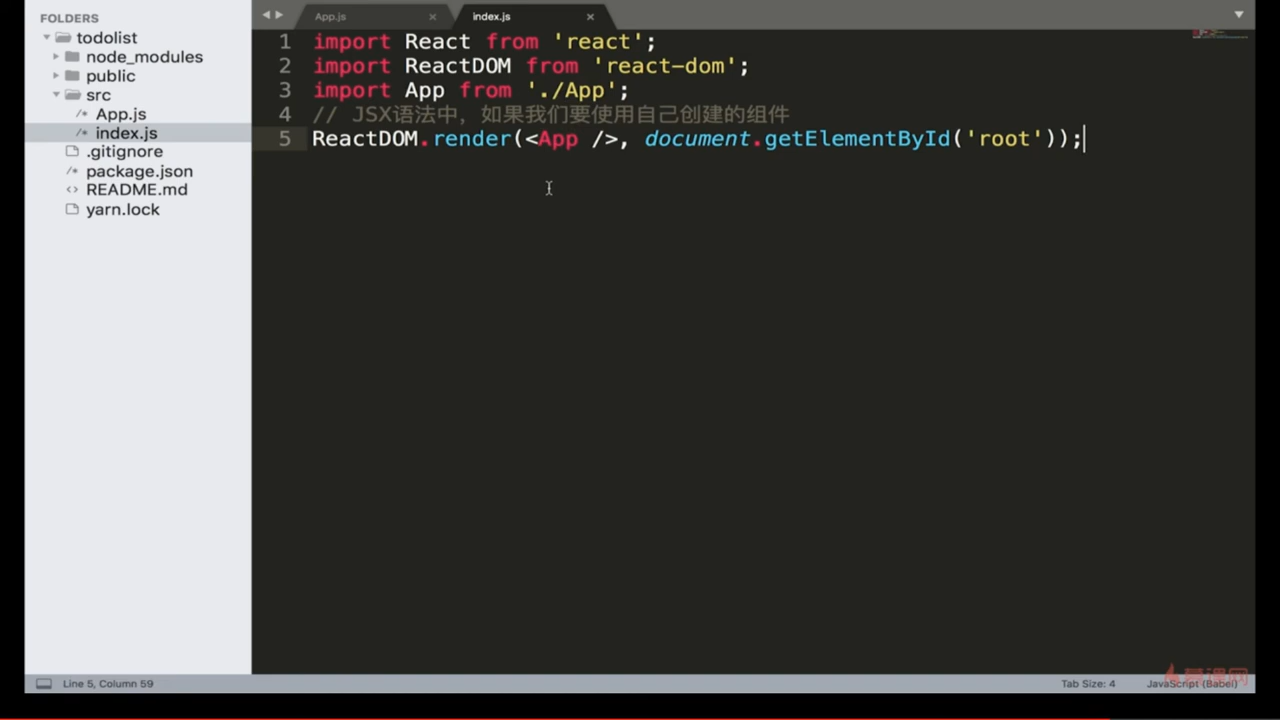 FOLDERS
todolist
node_modules
public
src
/* App.js
/* index.js
.gitignore
package.json
<> README.md
yarn.lock
App.js ×
index.js ×
1 import React from 'react';
2 import ReactDOM from 'react-dom';
3 import App from './App';
4 // JSX语法中，如果我们要使用自己创建的组件
5 ReactDOM.render(<App />, document.getElementById('root'));
Line 5, Column 59
Tab Size: 4
JavaScript (Babel)
慕课网